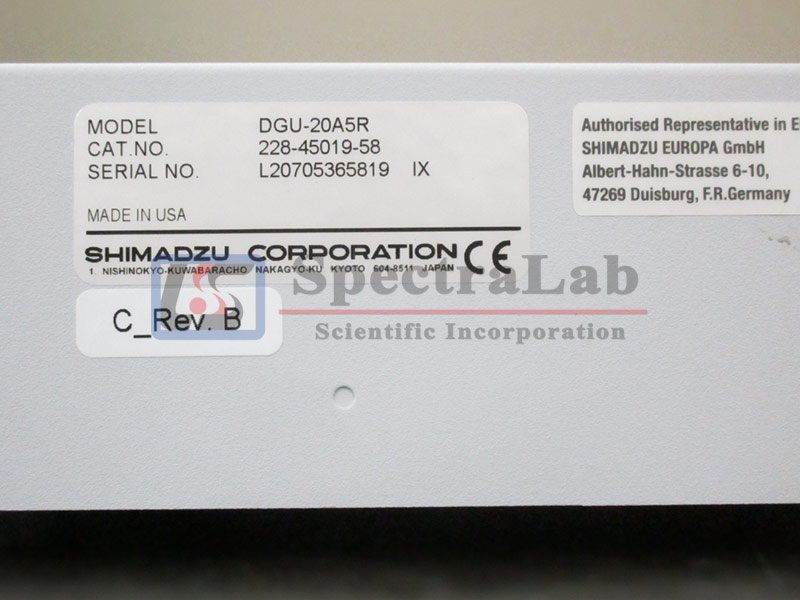 MODEL DGU-20A5R
CAT.NO. 228-45019-58
SERIAL NO. L20705365819 IX
MADE IN USA
SHIMADZU CORPORATION CE
1. NISHINOKYO-KUWABARACHO NAKAGYO-KU KYOTO 604-8511 JAPAN
C_Rev. B
Authorised Representative in E
SHIMADZU EUROPA GmbH
Albert-Hahn-Strasse 6-10,
47269 Duisburg, F.R.Germany
SpectraLab
Scientific Incorporation